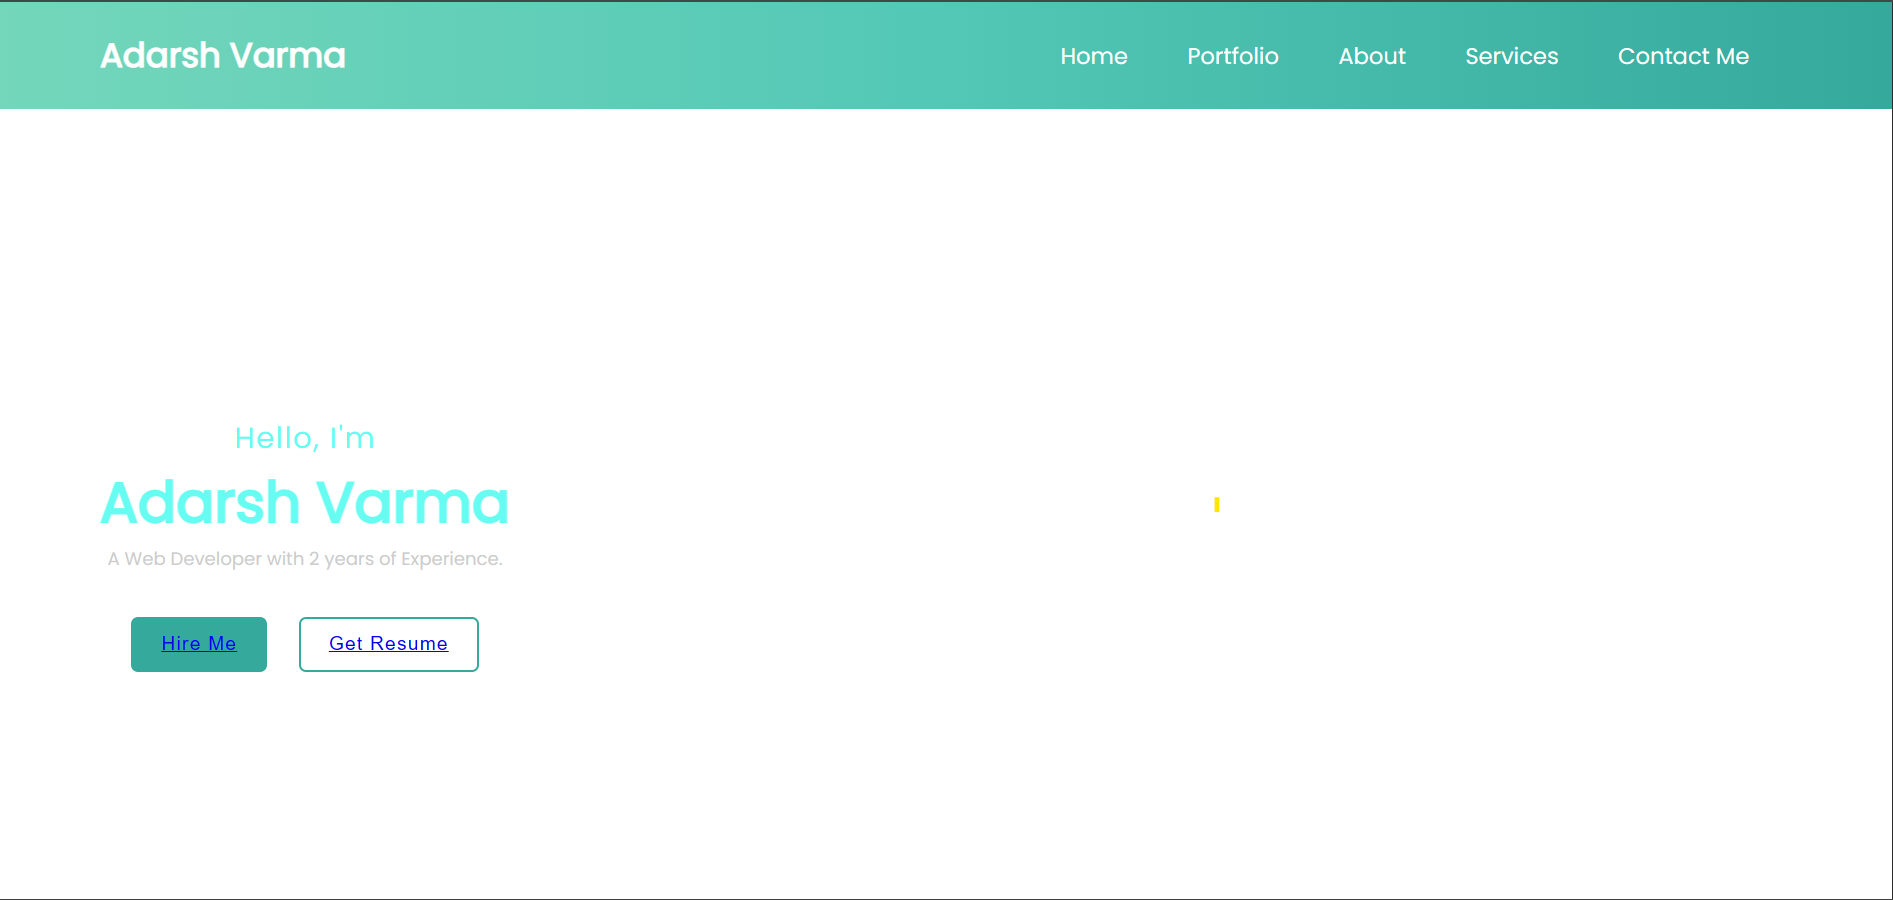 Adarsh Varma
Home Portfolio About Services Contact Me
Hello, I'm
Adarsh Varma
A Web Developer with 2 years of Experience.
Hire Me Get Resume